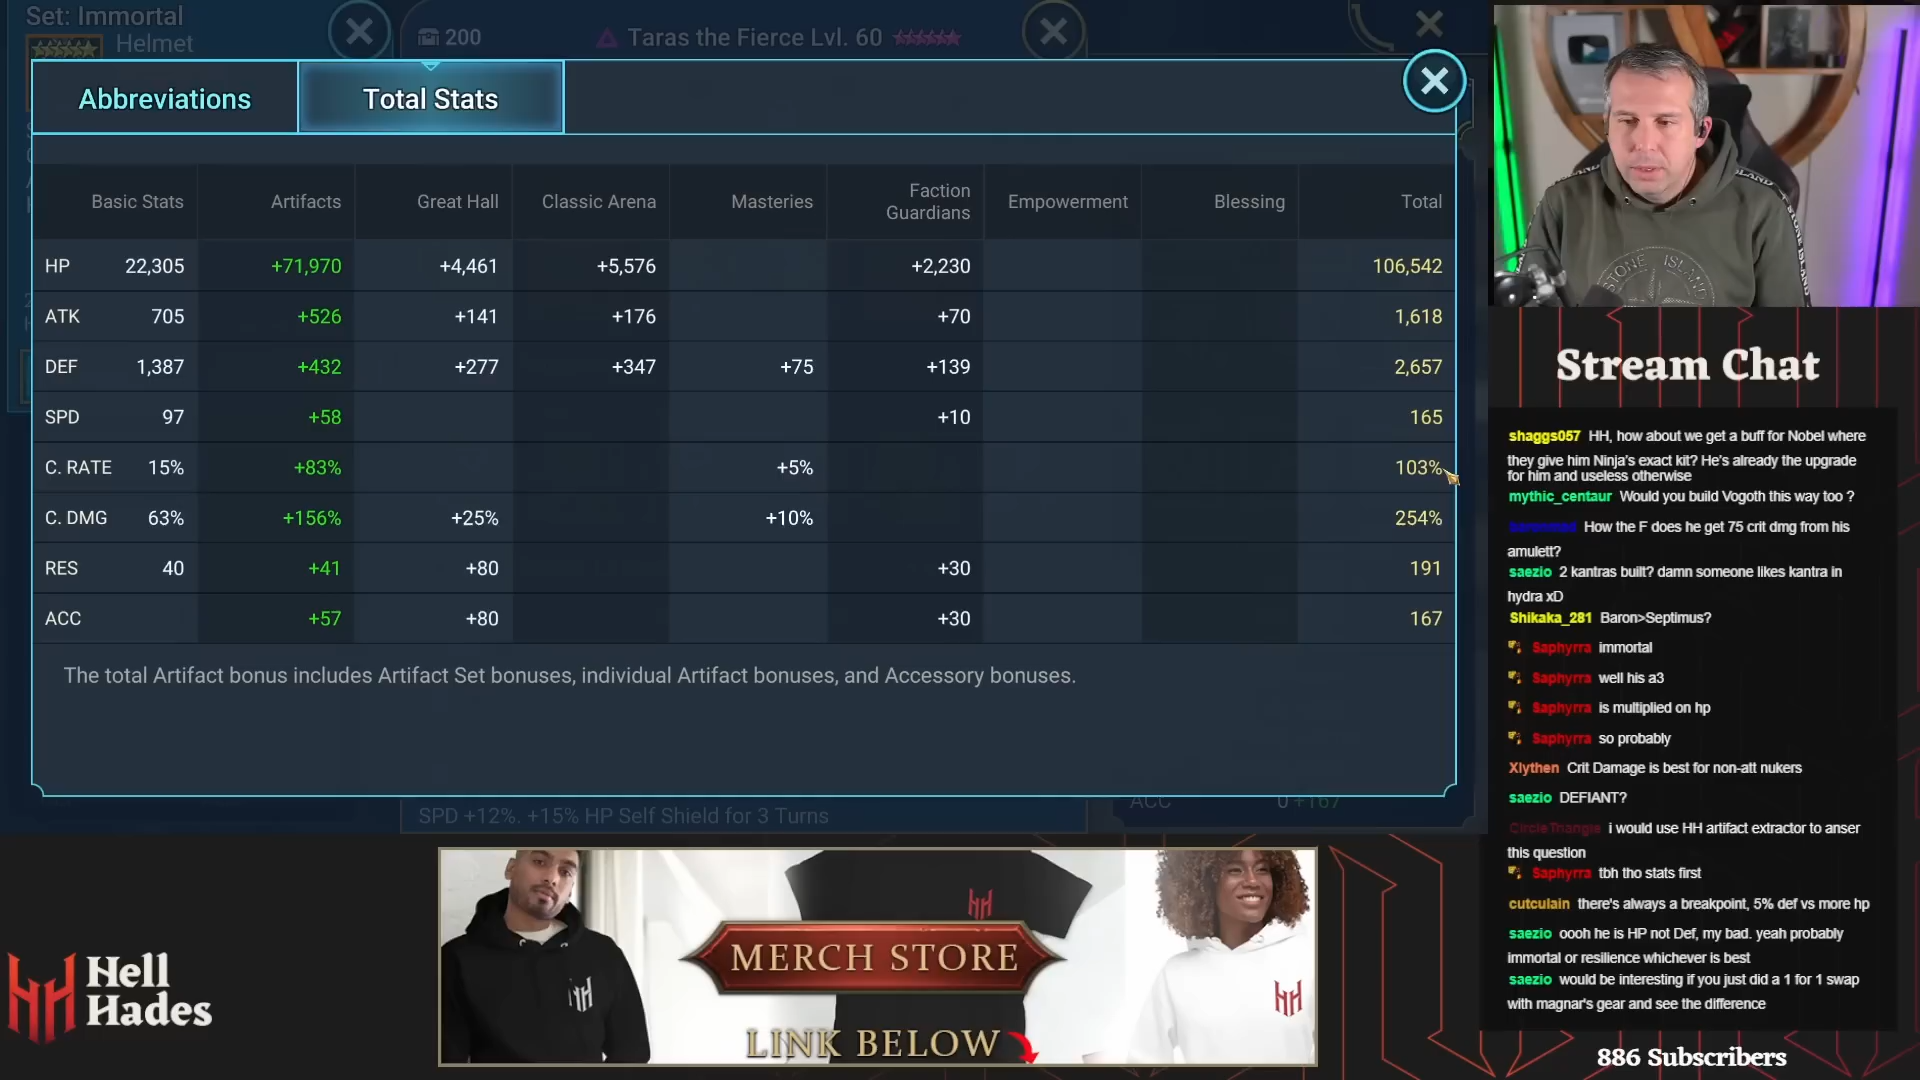 Set: Immortal
Helmet
200
Taras the Fierce Lvl. 60
Abbreviations
Total Stats
Basic Stats Artifacts Great Hall Classic Arena Masteries Faction Guardians Empowerment Blessing Total
HP 22,305 +71,970 +4,461 +5,576 +2,230 106,542
ATK 705 +526 +141 +176 +70 1,618
DEF 1,387 +432 +277 +347 +75 +139 2,657
SPD 97 +58 +10 165
C. RATE 15% +83% +5% 103%
C. DMG 63% +156% +25% +10% 254%
RES 40 +41 +80 +30 191
ACC +57 +80 +30 167
The total Artifact bonus includes Artifact Set bonuses, individual Artifact bonuses, and Accessory bonuses.
SPD +12%. +15% HP Self Shield for 3 Turns
ACC 0 +167
STONE ISLAND
Stream Chat
shaggs057 HH, how about we get a buff for Nobel where
they give him Ninja's exact kit? He's already the upgrade
for him and useless otherwise
mythic_centaur Would you build Vogoth this way too ?
How the F does he get 75 crit dmg from his
amulett?
saezio 2 kantras built? damn someone likes kantra in
hydra xD
Shikaka_281 Baron>Septimus?
Saphyrra immortal
Saphyrra well his a3
Saphyrra is multiplied on hp
Saphyrra so probably
Xlythen Crit Damage is best for non-att nukers
saezio DEFIANT?
CircleTriangle i would use HH artifact extractor to anser
this question
Saphyrra tbh tho stats first
cutculain there's always a breakpoint, 5% def vs more hp
saezio oooh he is HP not Def, my bad. yeah probably
immortal or resilience whichever is best
saezio would be interesting if you just did a 1 for 1 swap
with magnar's gear and see the difference
886 Subscribers
Hell
Hades
MERCH STORE
LINK BELOW